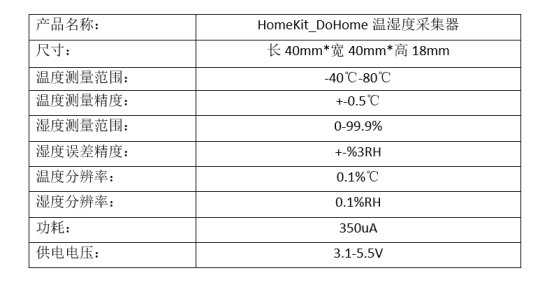 产品名称： HomeKit_DoHome 温湿度采集器
尺寸： 长 40mm*宽 40mm*高 18mm
温度测量范围： -40℃-80℃
温度测量精度： +-0.5℃
湿度测量范围： 0-99.9%
湿度误差精度： +-%3RH
温度分辨率： 0.1%℃
湿度分辨率： 0.1%RH
功耗： 350uA
供电电压： 3.1-5.5V